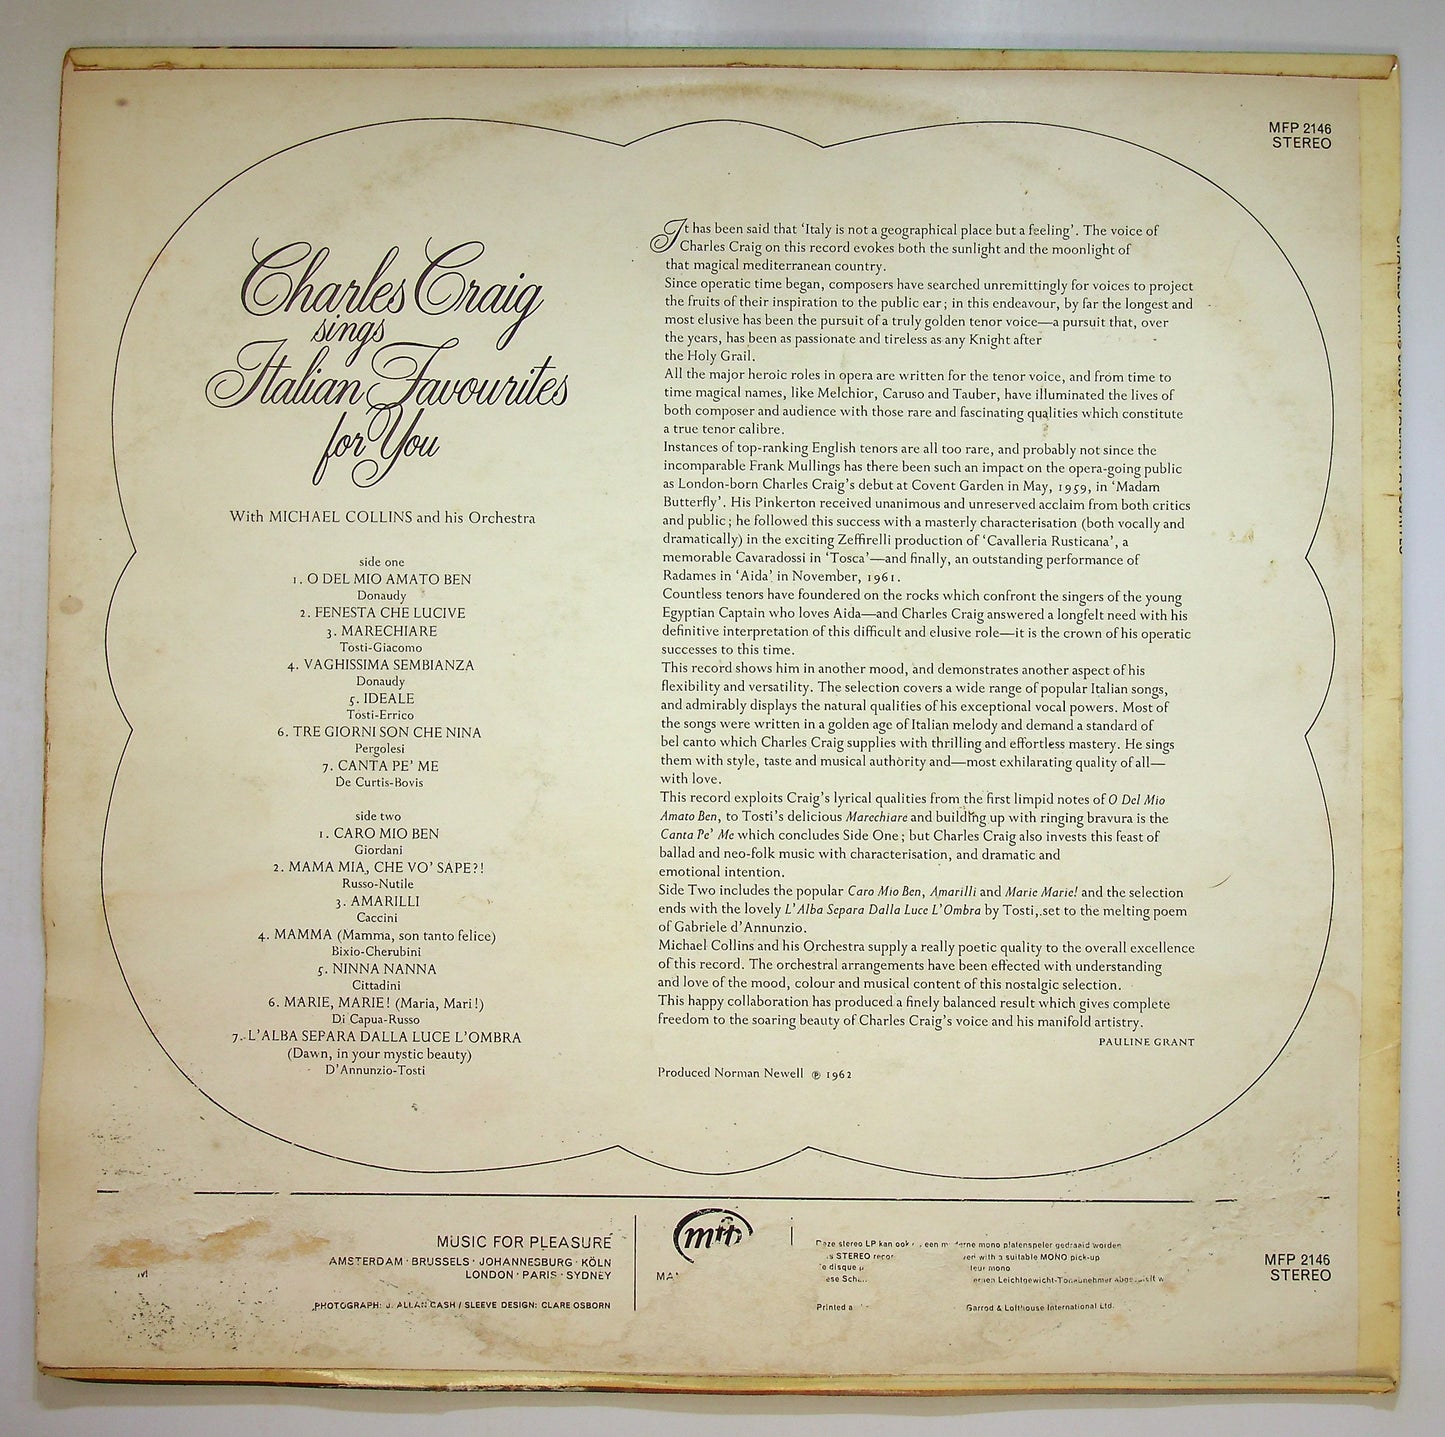 MFP 2146
STEREO
Charles Craig
sings
Italian Favourites
for You
With MICHAEL COLLINS and his Orchestra
side one
1. O DEL MIO AMATO BEN
Donaudy
2. FENESTA CHE LUCIVE
3. MARECHIARE
Tosti-Giacomo
4. VAGHISSIMA SEMBIANZA
Donaudy
5. IDEALE
Tosti-Errico
6. TRE GIORNI SON CHE NINA
Pergolesi
7. CANTA PE' ME
De Curtis-Bovis
side two
1. CARO MIO BEN
Giordani
2. MAMA MIA, CHE VO' SAPE?!
Russo-Nutile
3. AMARILLI
Caccini
4. MAMMA (Mamma, son tanto felice)
Bixio-Cherubini
5. NINNA NANNA
Cittadini
6. MARIE, MARIE! (Maria, Mari!)
Di Capua-Russo
7. L'ALBA SEPARA DALLA LUCE L'OMBRA
(Dawn, in your mystic beauty)
D'Annunzio-Tosti
It has been said that ‘Italy is not a geographical place but a feeling’. The voice of
Charles Craig on this record evokes both the sunlight and the moonlight of
that magical mediterranean country.
Since operatic time began, composers have searched unremittingly for voices to project
the fruits of their inspiration to the public ear; in this endeavour, by far the longest and
most elusive has been the pursuit of a truly golden tenor voice—a pursuit that, over
the years, has been as passionate and tireless as any Knight after
the Holy Grail.
All the major heroic roles in opera are written for the tenor voice, and from time to
time magical names, like Melchior, Caruso and Tauber, have illuminated the lives of
both composer and audience with those rare and fascinating qualities which constitute
a true tenor calibre.
Instances of top-ranking English tenors are all too rare, and probably not since the
incomparable Frank Mullings has there been such an impact on the opera-going public
as London-born Charles Craig's debut at Covent Garden in May, 1959, in ‘Madam
Butterfly’. His Pinkerton received unanimous and unreserved acclaim from both critics
and public; he followed this success with a masterly characterisation (both vocally and
dramatically) in the exciting Zeffirelli production of ‘Cavalleria Rusticana’, a
memorable Cavaradossi in ‘Tosca’—and finally, an outstanding performance of
Radames in ‘Aida’ in November, 1961.
Countless tenors have foundered on the rocks which confront the singers of the young
Egyptian Captain who loves Aida—and Charles Craig answered a longfelt need with his
definitive interpretation of this difficult and elusive role—it is the crown of his operatic
successes to this time.
This record shows him in another mood, and demonstrates another aspect of his
flexibility and versatility. The selection covers a wide range of popular Italian songs,
and admirably displays the natural qualities of his exceptional vocal powers. Most of
the songs were written in a golden age of Italian melody and demand a standard of
bel canto which Charles Craig supplies with thrilling and effortless mastery. He sings
them with style, taste and musical authority and—most exhilarating quality of all—
with love.
This record exploits Craig's lyrical qualities from the first limpid notes of O Del Mio
Amato Ben, to Tosti's delicious Marechiare and building up with ringing bravura is the
Canta Pe' Me which concludes Side One; but Charles Craig also invests this feast of
ballad and neo-folk music with characterisation, and dramatic and
emotional intention.
Side Two includes the popular Caro Mio Ben, Amarilli and Marie Marie! and the selection
ends with the lovely L'Alba Separa Dalla Luce L'Ombra by Tosti, set to the melting poem
of Gabriele d'Annunzio.
Michael Collins and his Orchestra supply a really poetic quality to the overall excellence
of this record. The orchestral arrangements have been effected with understanding
and love of the mood, colour and musical content of this nostalgic selection.
This happy collaboration has produced a finely balanced result which gives complete
freedom to the soaring beauty of Charles Craig's voice and his manifold artistry.
PAULINE GRANT
Produced Norman Newell ℗ 1962
MUSIC FOR PLEASURE
AMSTERDAM · BRUSSELS · JOHANNESBURG · KÖLN
LONDON · PARIS · SYDNEY
PHOTOGRAPH: J. ALLAN CASH / SLEEVE DESIGN: CLARE OSBORN
mfp
Deze stereo LP kan ook een moderne mono platenspeler gedraaid worden
STEREO with a suitable MONO pick-up
disque mono
Leichtgewicht-Tonabnehmer
Printed Garrod & Lofthouse International Ltd.
MFP 2146
STEREO